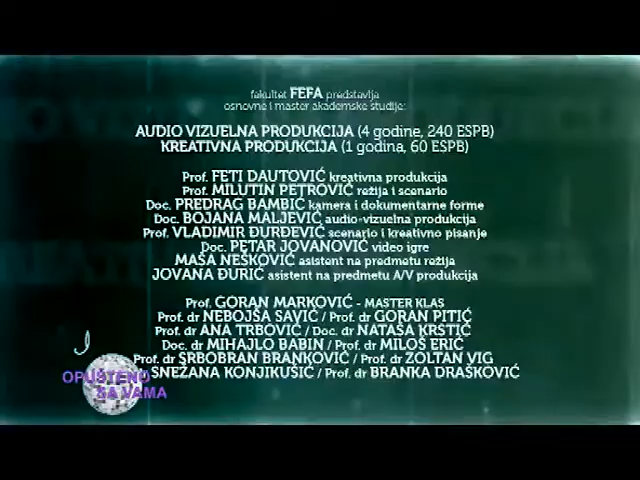 fakultet FEFA predstavlja
osnovne i master akademske studije:
AUDIO VIZUELNA PRODUKCIJA (4 godine, 240 ESPB)
KREATIVNA PRODUKCIJA (1 godina, 60 ESPB)
Prof. FETI DAUTOVIĆ kreativna produkcija
Prof. MILUTIN PETROVIĆ režija i scenario
Doc. PREDRAG BAMBIĆ kamera i dokumentarne forme
Doc. BOJANA MALJEVIĆ audio-vizuelna produkcija
Prof. VLADIMIR ĐURĐEVIĆ scenario i kreativno pisanje
Doc. PETAR JOVANOVIĆ video igre
MAŠA NEŠKOVIĆ asistent na predmetu režija
JOVANA ĐURIĆ asistent na predmetu A/V produkcija
Prof. GORAN MARKOVIĆ - MASTER KLAS
Prof. dr NEBOJŠA SAVIĆ / Prof. dr GORAN PITIĆ
Prof. dr ANA TRBOVIĆ / Doc. dr NATAŠA KRSTIĆ
Doc. dr MIHAJLO BABIN / Prof. dr MILOŠ ERIĆ
Prof. dr SRBOBRAN BRANKOVIĆ / Prof. dr ZOLTAN VIG
SNEŽANA KONJIKUŠIĆ / Prof. dr BRANKA DRAŠKOVIĆ
OPUŠTENO
SA VAMA